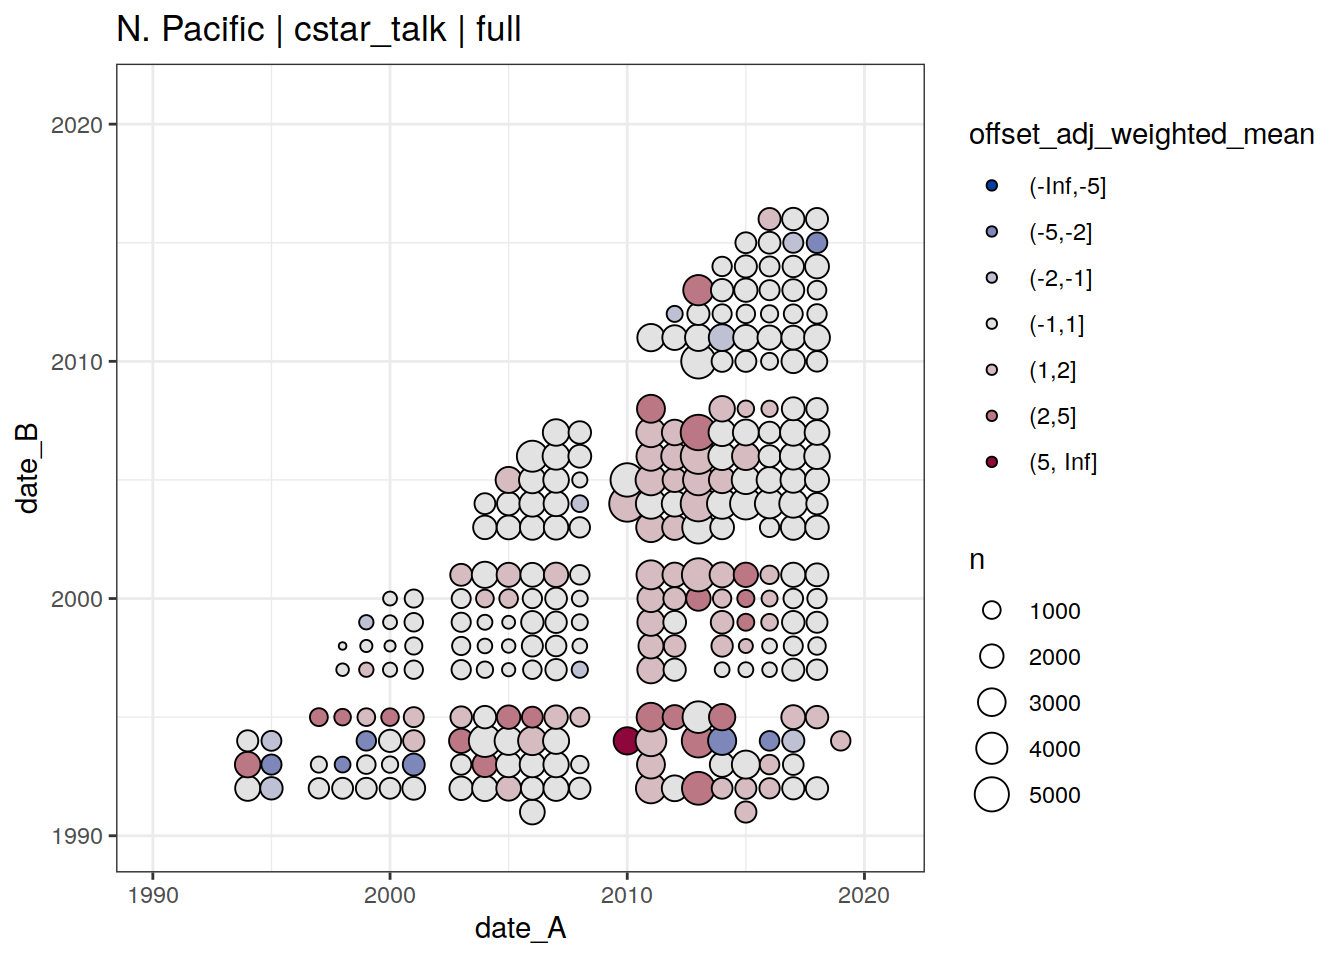 N. Pacific | cstar_talk | full
2020
2010
2000
1990
date_B
1990
2000
2010
2020
date_A
offset_adj_weighted_mean
(-Inf,-5]
(-5,-2]
(-2,-1]
(-1,1]
(1,2]
(2,5]
(5, Inf]
n
1000
2000
3000
4000
5000